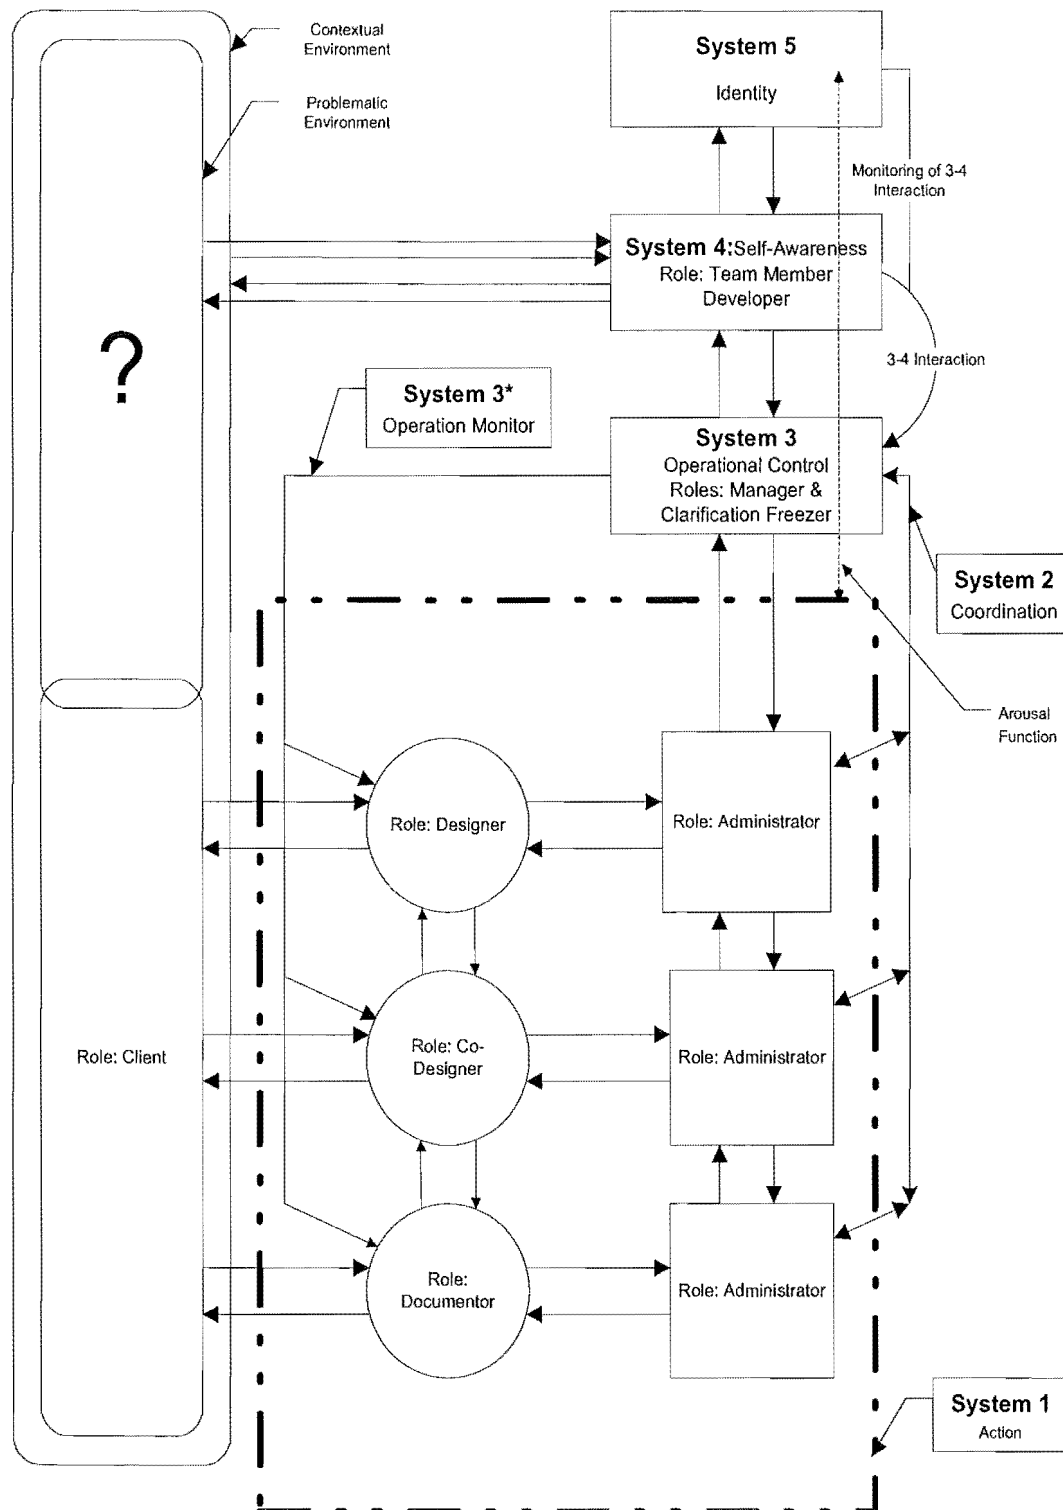 Contextual
Environment
System 5
Identity
Problematic
Environment
Monitoring of 3-4
Interaction
System 4:Self-Awareness
Role: Team Member
Developer
?
3-4 Interaction
System 3*
Operation Monitor
System 3
Operational Control
Roles: Manager &
Clarification Freezer
System 2
Coordination
Arousal
Function
Role: Designer
Role: Administrator
Role: Client
Role: Co-
Designer
Role: Administrator
Role:
Documentor
Role: Administrator
System 1
Action